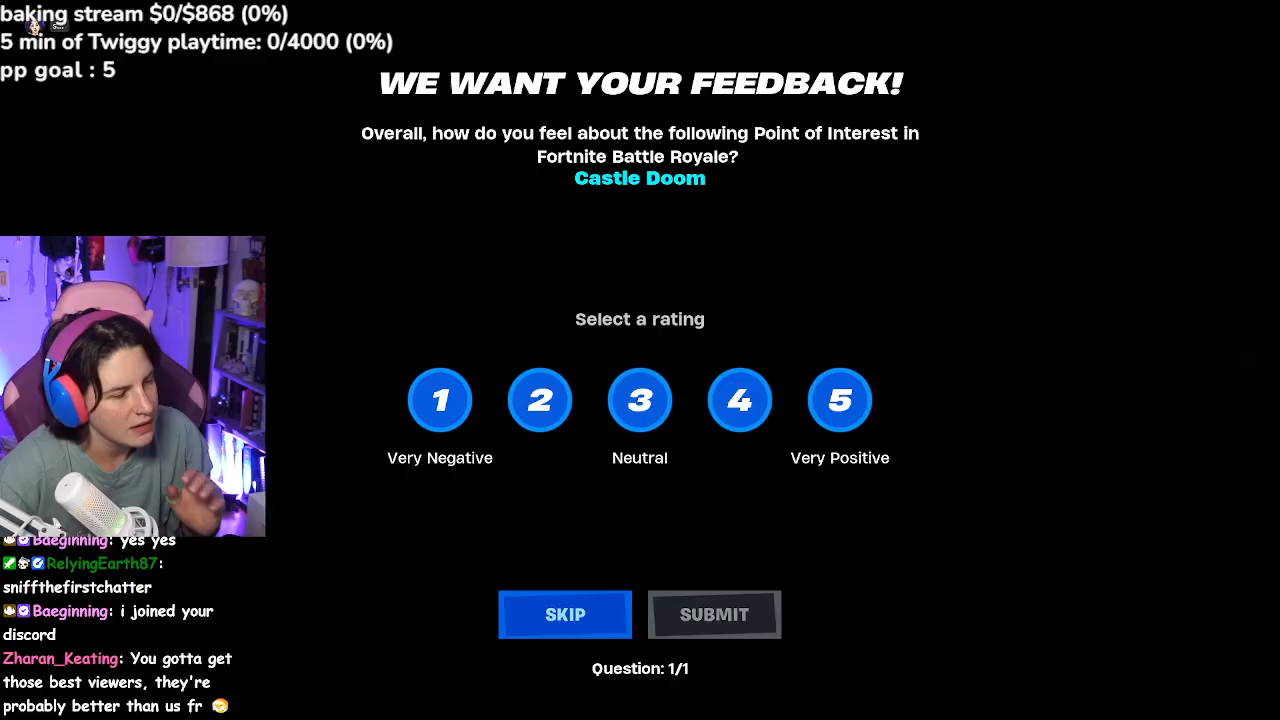 baking stream $0/$868 (0%)
5 min of Twiggy playtime: 0/4000 (0%)
pp goal : 5
WE WANT YOUR FEEDBACK!
Overall, how do you feel about the following Point of Interest in
Fortnite Battle Royale?
Castle Doom
Select a rating
1 2 3 4 5
Very Negative Neutral Very Positive
Baeginning: yes yes
RelyingEarth87:
sniffthefirstchatter
Baeginning: i joined your
discord
Zharan_Keating: You gotta get
those best viewers, they're
probably better than us fr
SKIP SUBMIT
Question: 1/1